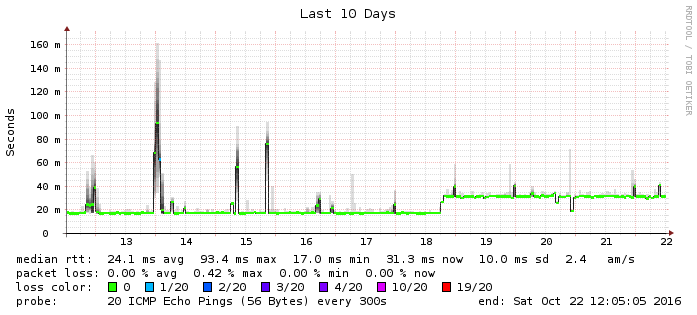 Last 10 Days
RRDTOOL / TOBI OETIKER
Seconds
160 m
140 m
120 m
100 m
80 m
60 m
40 m
20 m
0
13 14 15 16 17 18 19 20 21 22
median rtt: 24.1 ms avg 93.4 ms max 17.0 ms min 31.3 ms now 10.0 ms sd 2.4 am/s
packet loss: 0.00 % avg 0.42 % max 0.00 % min 0.00 % now
loss color: 0 1/20 2/20 3/20 4/20 10/20 19/20
probe: 20 ICMP Echo Pings (56 Bytes) every 300s end: Sat Oct 22 12:05:05 2016